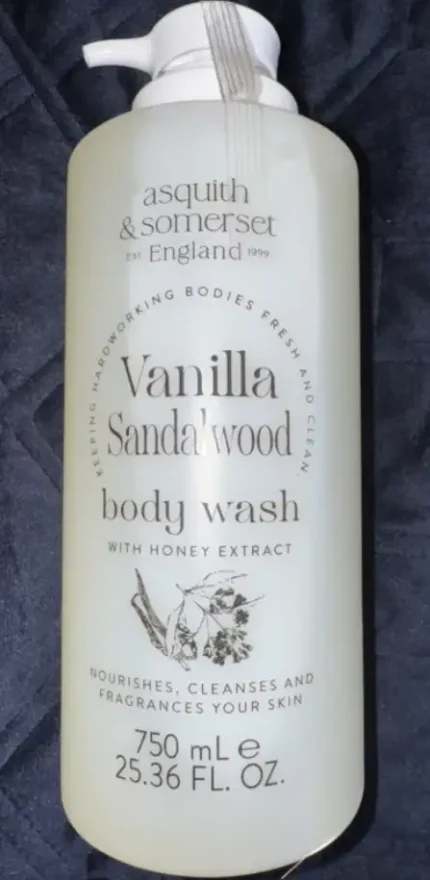 asquith
& somerset
EST England 1999
KEEPING HARDWORKING BODIES FRESH AND CLEAN.
Vanilla
Sandalwood
body wash
WITH HONEY EXTRACT
NOURISHES, CLEANSES AND
FRAGRANCES YOUR SKIN
750 mL e
25.36 FL. OZ.